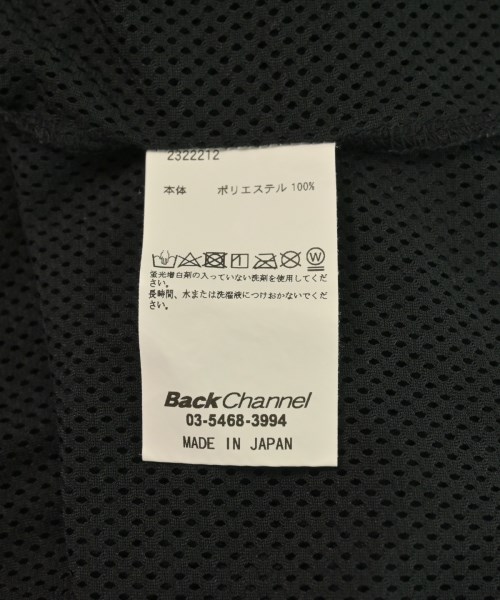 2322212
本体 ポリエステル 100%
W
蛍光増白剤の入っていない洗剤を使用してくだ
さい。
長時間、水または洗濯液につけおかないでくださ
い。
Back Channel
03-5468-3994
MADE IN JAPAN